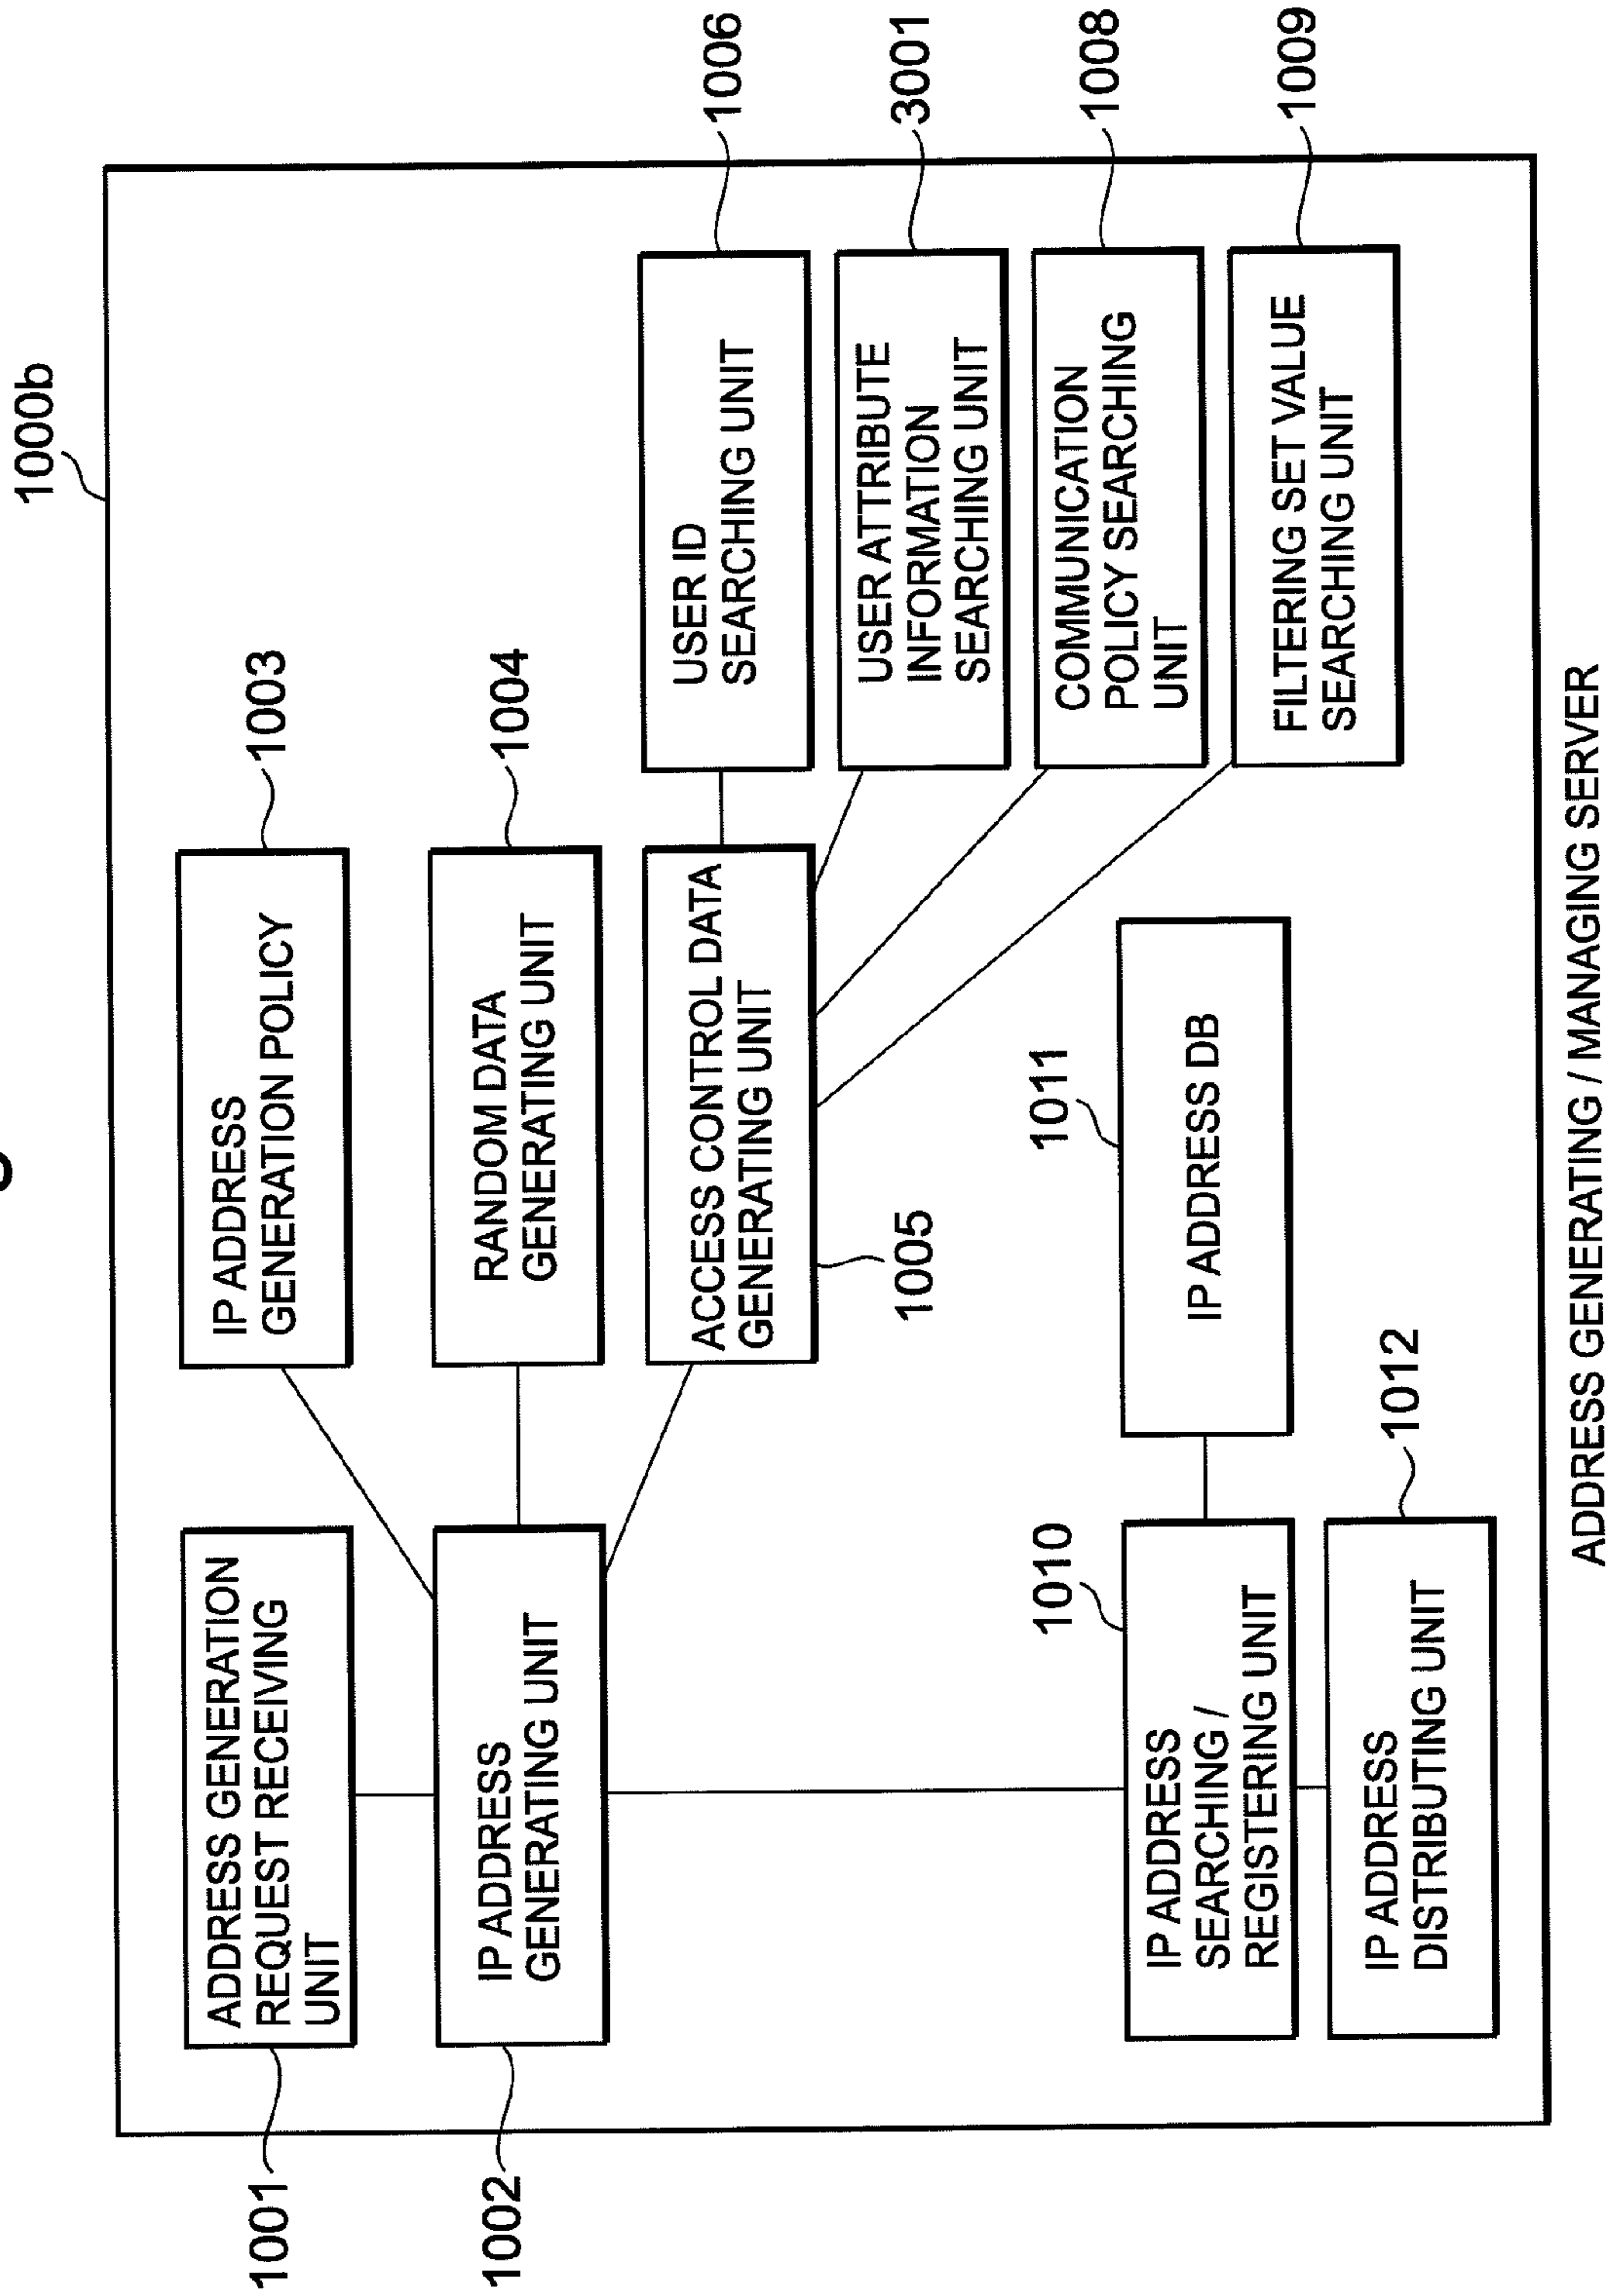 1000b
1001
ADDRESS GENERATION
REQUEST RECEIVING
UNIT
1002
IP ADDRESS
GENERATING UNIT
IP ADDRESS
GENERATION POLICY
1003
RANDOM DATA
GENERATING UNIT
1004
ACCESS CONTROL DATA
GENERATING UNIT
1005
USER ID
SEARCHING UNIT
1006
USER ATTRIBUTE
INFORMATION
SEARCHING UNIT
3001
COMMUNICATION
POLICY SEARCHING
UNIT
1008
FILTERING SET VALUE
SEARCHING UNIT
1009
1010
IP ADDRESS
SEARCHING /
REGISTERING UNIT
1011
IP ADDRESS DB
1012
IP ADDRESS
DISTRIBUTING UNIT
ADDRESS GENERATING / MANAGING SERVER